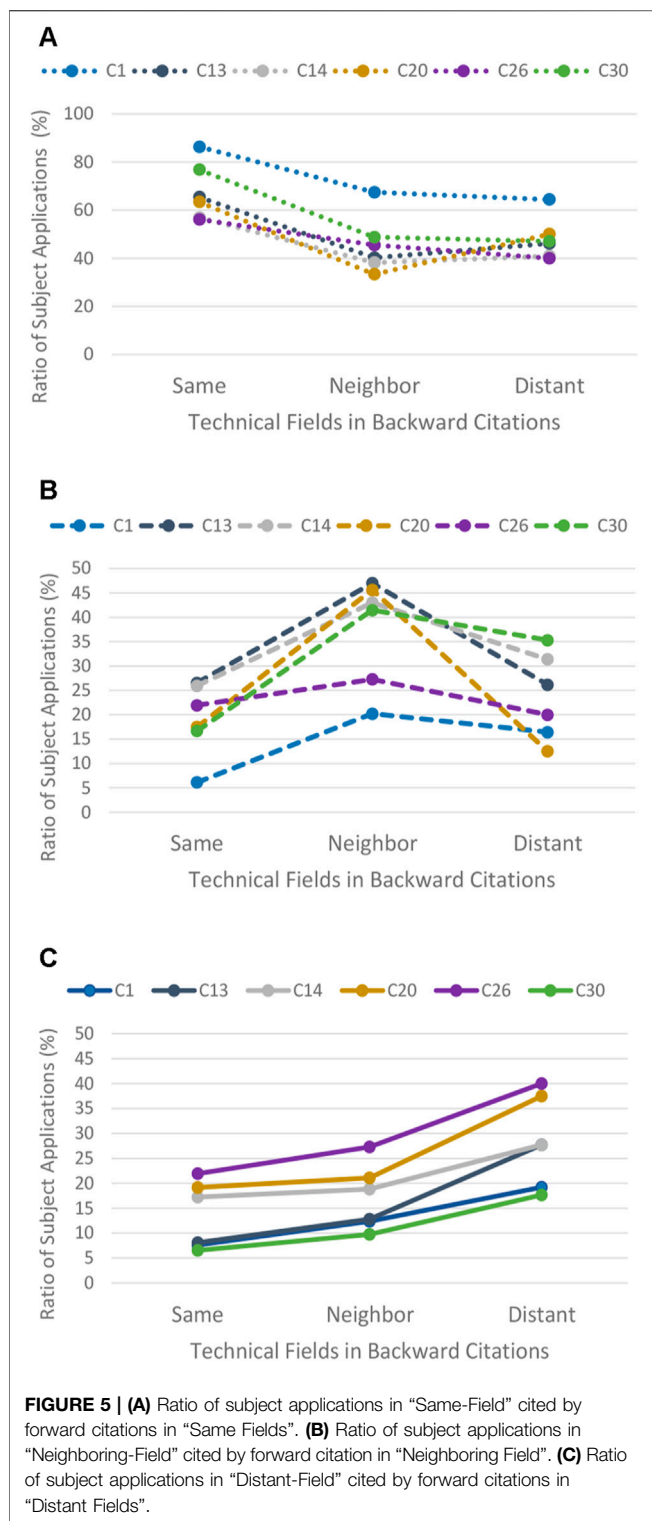 A
C1 C13 C14 C20 C26 C30
Ratio of Subject Applications (%)
100
80
60
40
20
0
Same Neighbor Distant
Technical Fields in Backward Citations
B
C1 C13 C14 C20 C26 C30
Ratio of Subject Applications (%)
50
45
40
35
30
25
20
15
10
5
0
Same Neighbor Distant
Technical Fields in Backward Citations
C
C1 C13 C14 C20 C26 C30
Ratio of Subject Applications (%)
50
45
40
35
30
25
20
15
10
5
0
Same Neighbor Distant
Technical Fields in Backward Citations
FIGURE 5 | (A) Ratio of subject applications in “Same-Field” cited by
forward citations in “Same Fields”. (B) Ratio of subject applications in
“Neighboring-Field” cited by forward citation in “Neighboring Field”. (C) Ratio
of subject applications in “Distant-Field” cited by forward citations in
“Distant Fields”.